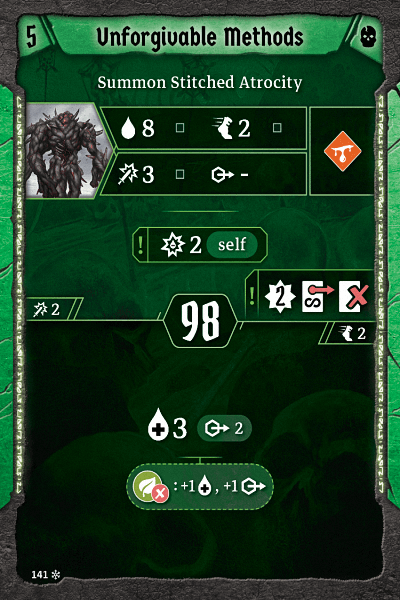 5 Unforgivable Methods
Summon Stitched Atrocity
8 2
3 -
! 2 self
! 2 S
2 98 2
3 2
: +1 , +1
141